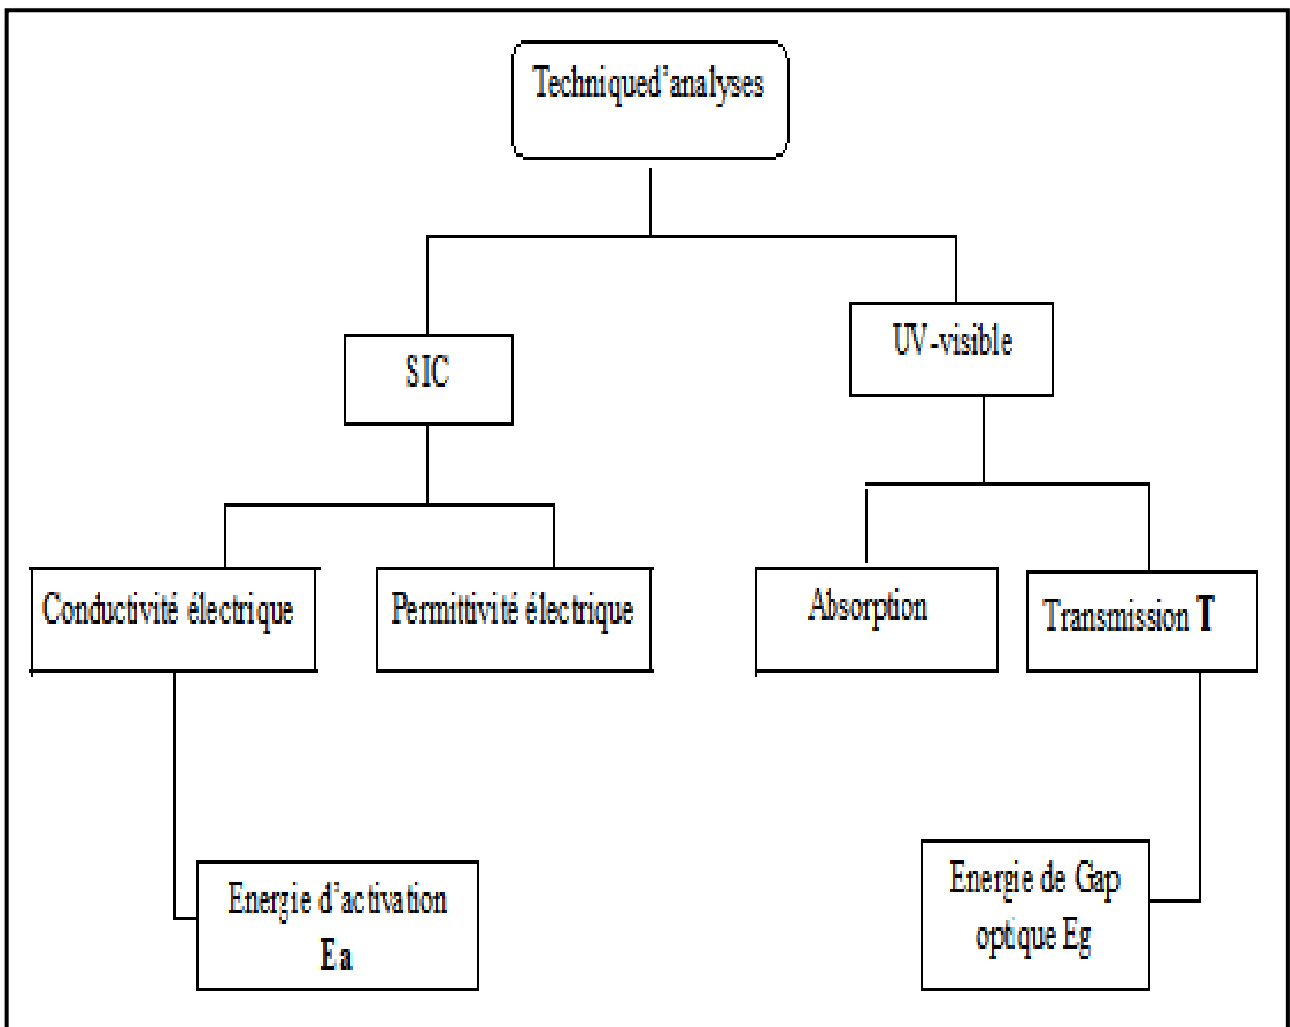 Techniqued'analyses
UV-visible
SIC
Conductivité électrique
Permittivité électrique
Absorption
Transmission T
Energie d'activation
Ea
Energie de Gap
optique Eg